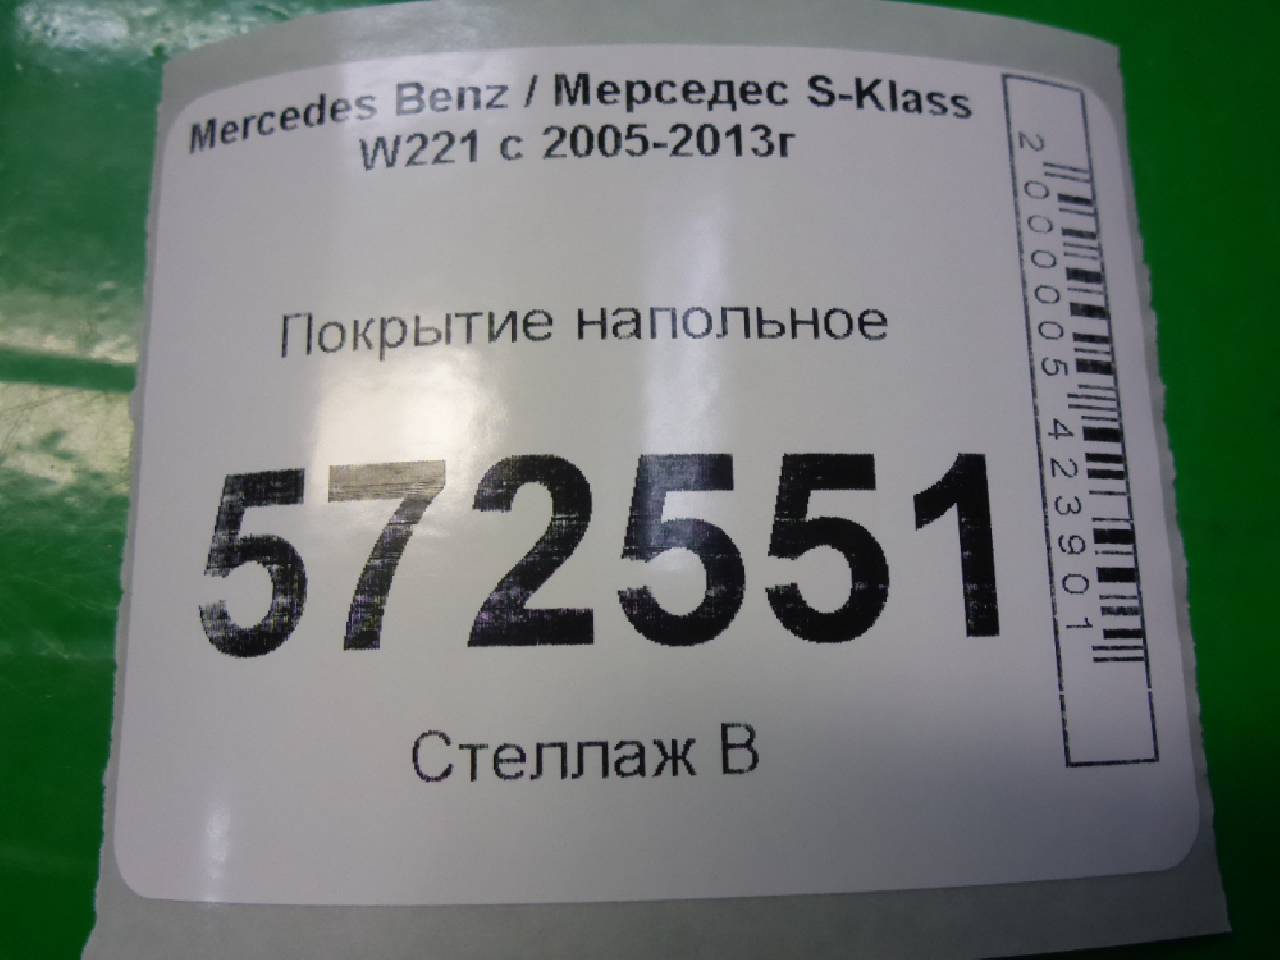 Mercedes Benz / Мерседес S-Klass
W221 с 2005-2013г
Покрытие напольное
572551
Стеллаж В
2000005423901